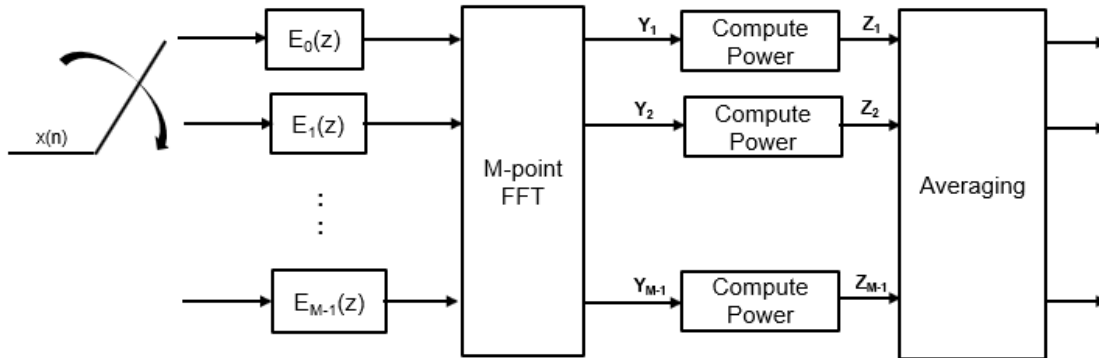 E₀(z)
Y₁
Compute
Power
Z₁
x(n)
E₁(z)
Y₂
Compute
Power
Z₂
M-point
FFT
Averaging
⋮
E_M-1(z)
Y_M-1
Compute
Power
Z_M-1